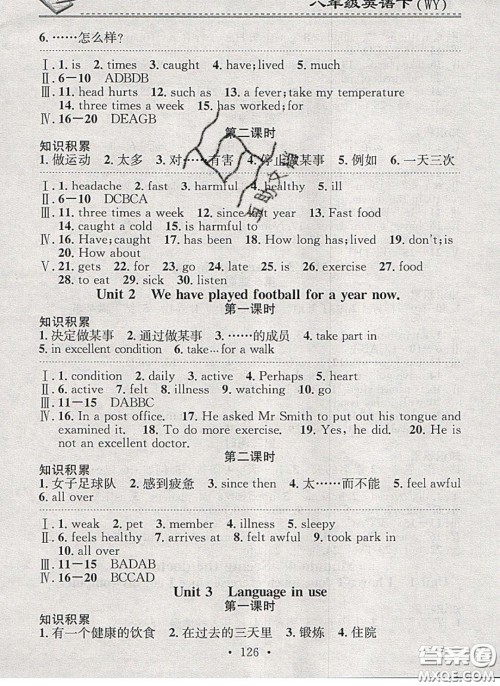 八年级英语下(WY)
6. ……怎么样?
Ⅰ. 1. is 2. times 3. caught 4. have; lived 5. much
Ⅱ. 6—10 ADBDB
Ⅲ. 11. head hurts 12. such as 13. a fever; take my temperature
14. three times a week 15. has worked; for
Ⅳ. 16—20 DEAGB
第二课时
知识积累
1. 做运动 2. 太多 3. 对……有害 4. 停止做某事 5. 例如 6. 一天三次
Ⅰ. 1. headache 2. fast 3. harmful 4. healthy 5. ill
Ⅱ. 6—10 DCBCA
Ⅲ. 11. three times a week 12. since last year 13. Fast food
14. caught a cold 15. is harmful to
Ⅳ. 16. Have; caught 17. has been 18. How long has; lived 19. don't; is
20. How about
Ⅴ. 21. gets 22. for 23. day 24. less 25. is 26. exercise 27. food
28. to eat 29. sick 30. listen
Unit 2 We have played football for a year now.
第一课时
知识积累
1. 决定做某事 2. 通过做某事 3. ……的成员 4. take part in
5. in excellent condition 6. take…for a walk
Ⅰ. 1. condition 2. daily 3. active 4. Perhaps 5. heart
Ⅱ. 6. active 7. felt 8. illness 9. watching 10. go
Ⅲ. 11—15 DABBC
Ⅳ. 16. In a post office. 17. He asked Mr Smith to put out his tongue and
examined it. 18. To do more exercise. 19. Yes, he did. 20. He is
not an excellent doctor.
第二课时
知识积累
1. 女子足球队 2. 感到疲惫 3. since then 4. 太……而不能 5. feel awful
6. all over
Ⅰ. 1. weak 2. pet 3. member 4. illness 5. sleepy
Ⅱ. 6. feels healthy 7. arrives at 8. felt awful 9. took part in
10. all over
Ⅲ. 11—15 BADAB
Ⅳ. 16—20 BCCAD
Unit 3 Language in use
第一课时
知识积累
1. 有一个健康的饮食 2. 在过去的三天里 3. 锻炼 4. 住院
· 126 ·
互助文档
答案圈
MXQE.COM